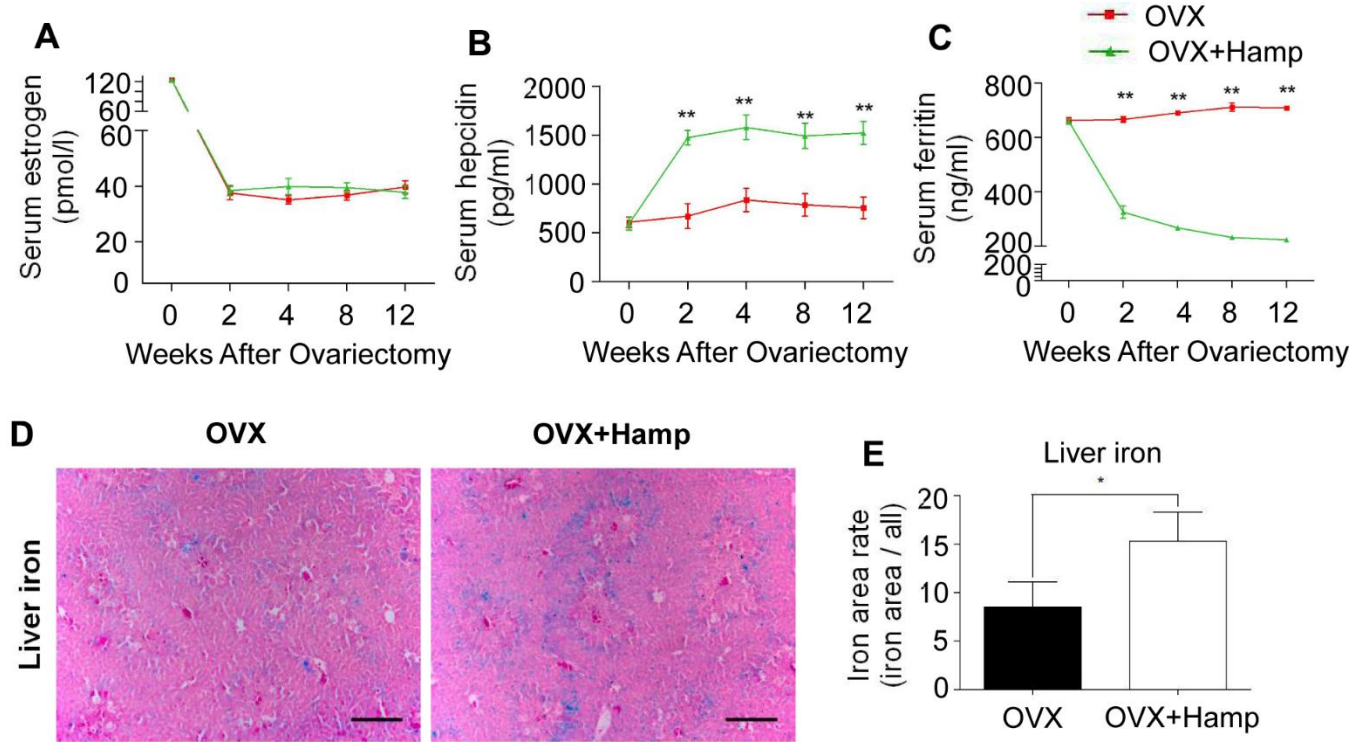 OVX
OVX+Hamp
A
Serum estrogen
(pmol/l)
120
60
60
40
20
0
0 2 4 8 12
Weeks After Ovariectomy
B
Serum hepcidin
(pg/ml)
2000
1500
1000
500
0
** ** ** **
0 2 4 8 12
Weeks After Ovariectomy
C
Serum ferritin
(ng/ml)
800
600
400
200
200
0
** ** ** **
0 2 4 8 12
Weeks After Ovariectomy
D
OVX
OVX+Hamp
Liver iron
E
Liver iron
Iron area rate
(iron area / all)
20
15
10
5
0
*
OVX OVX+Hamp